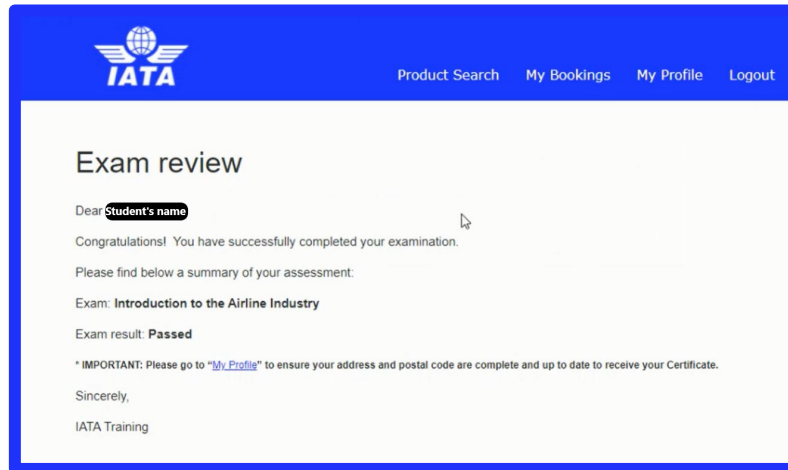 IATA
Product Search My Bookings My Profile Logout
Exam review
Dear Student's name
Congratulations! You have successfully completed your examination.
Please find below a summary of your assessment:
Exam: Introduction to the Airline Industry
Exam result: Passed
* IMPORTANT: Please go to “My Profile” to ensure your address and postal code are complete and up to date to receive your Certificate.
Sincerely,
IATA Training